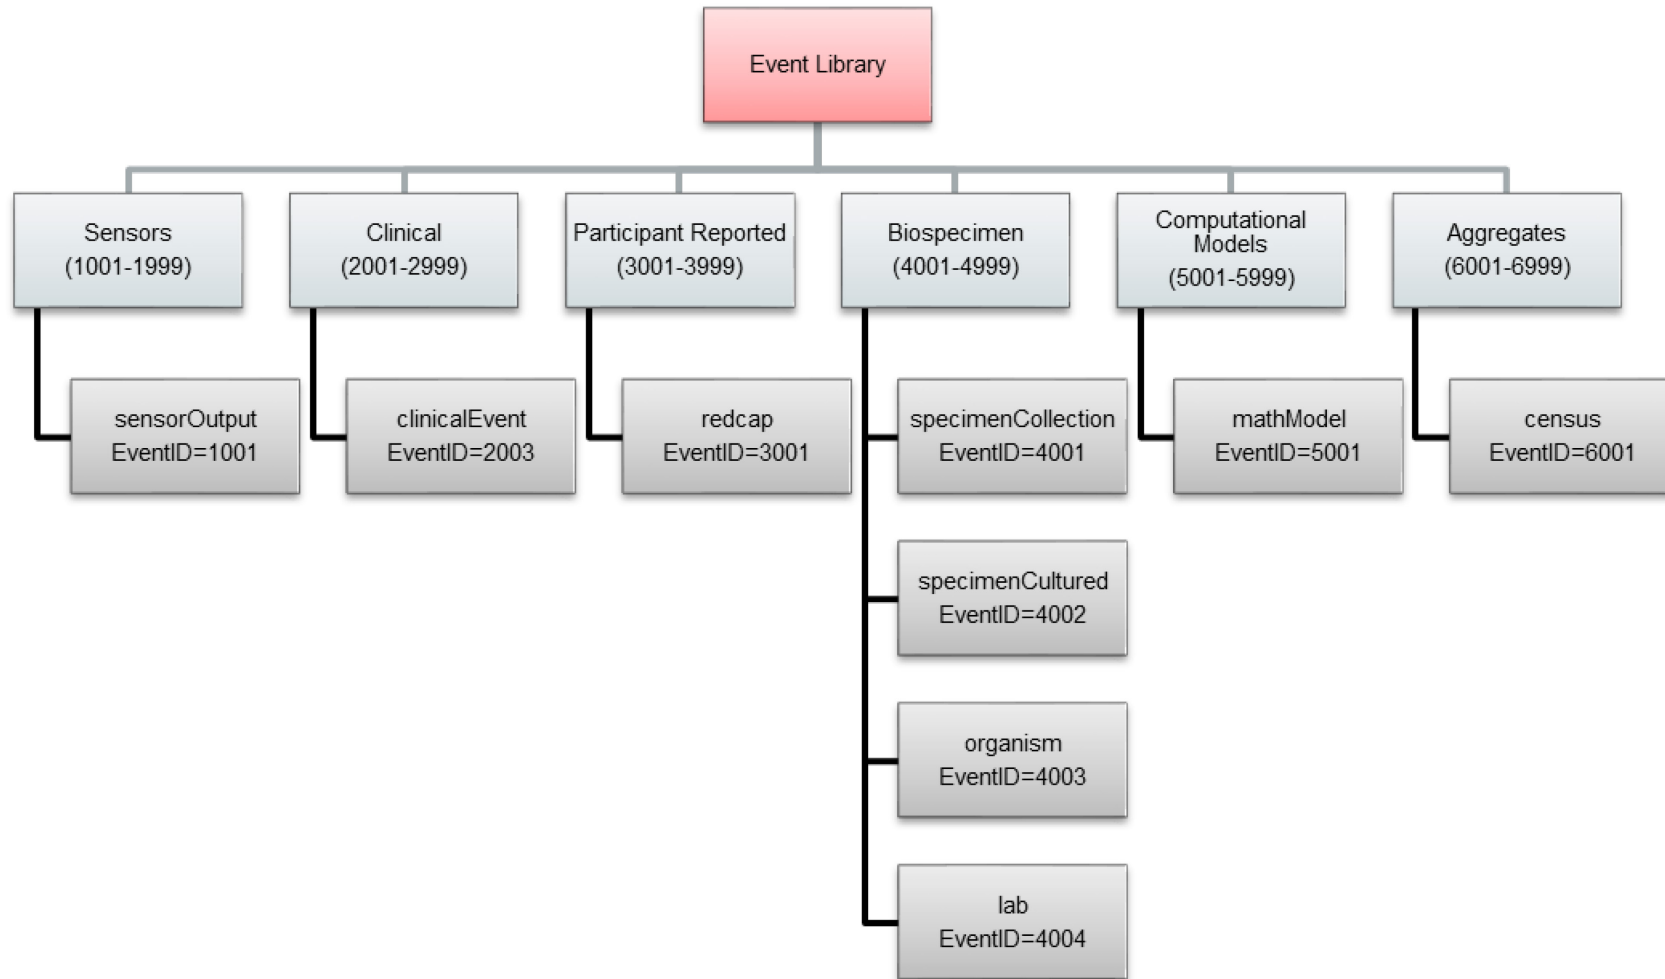 Event Library
Sensors
(1001-1999)
Clinical
(2001-2999)
Participant Reported
(3001-3999)
Biospecimen
(4001-4999)
Computational
Models
(5001-5999)
Aggregates
(6001-6999)
sensorOutput
EventID=1001
clinicalEvent
EventID=2003
redcap
EventID=3001
specimenCollection
EventID=4001
mathModel
EventID=5001
census
EventID=6001
specimenCultured
EventID=4002
organism
EventID=4003
lab
EventID=4004